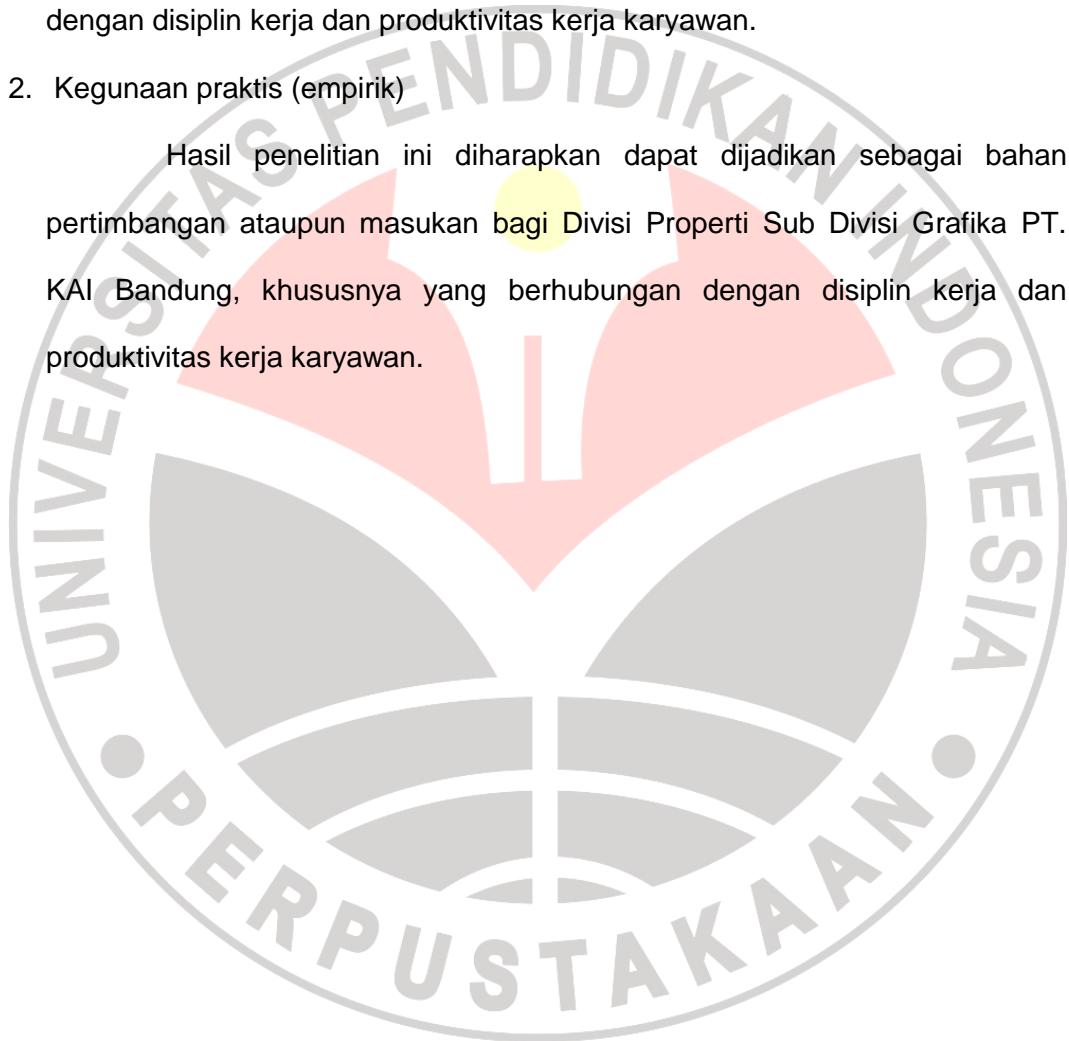 dengan disiplin kerja dan produktivitas kerja karyawan.
2. Kegunaan praktis (empirik)
Hasil penelitian ini diharapkan dapat dijadikan sebagai bahan
pertimbangan ataupun masukan bagi Divisi Properti Sub Divisi Grafika PT.
KAI Bandung, khususnya yang berhubungan dengan disiplin kerja dan
produktivitas kerja karyawan.
UNIVERSITAS PENDIDIKAN INDONESIA
PERPUSTAKAAN